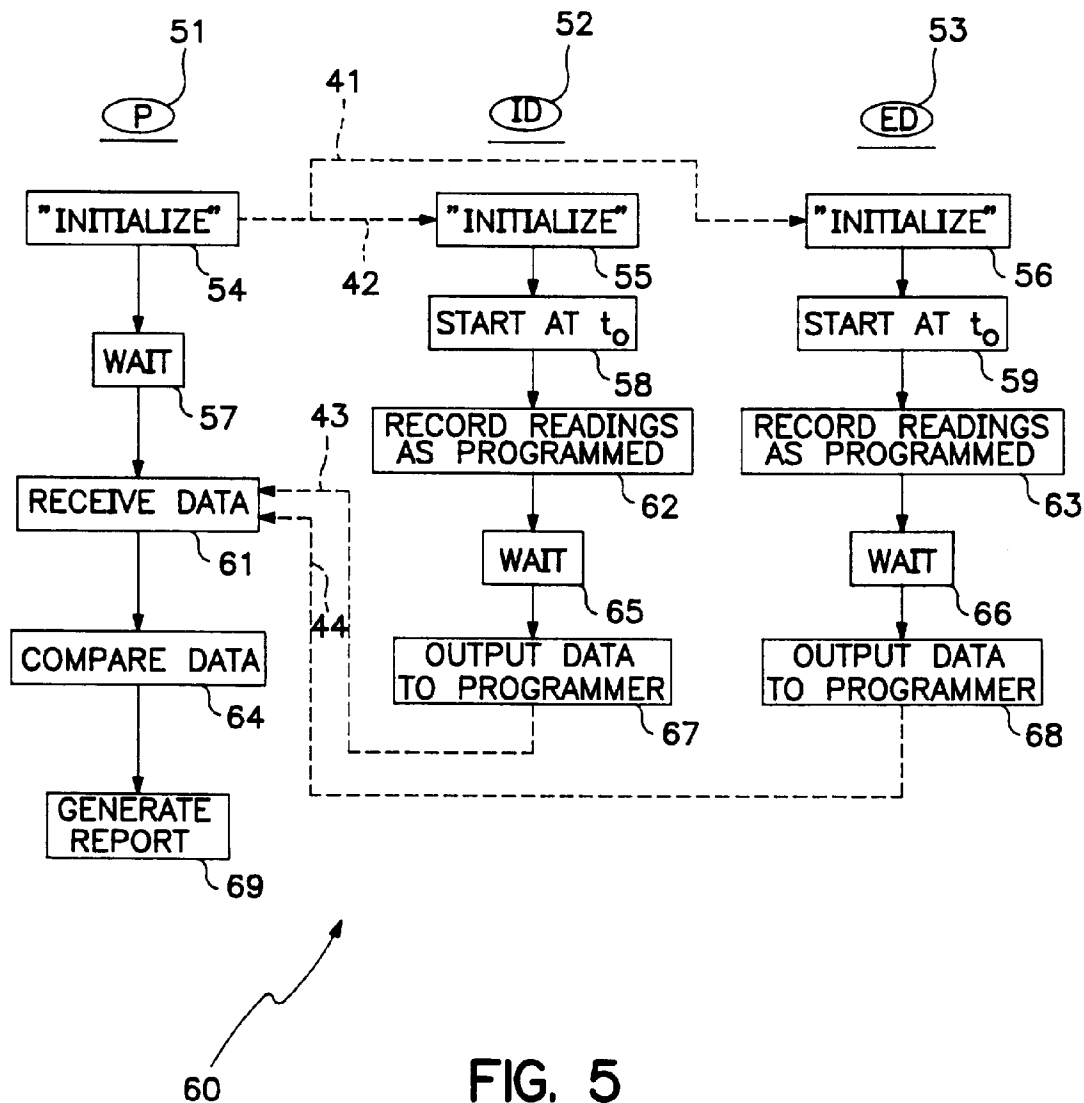 51
52
53
41
P
ID
ED
"INITIALIZE"
"INITIALIZE"
"INITIALIZE"
54
42
55
56
START AT to
START AT to
WAIT
58
59
57
43
RECORD READINGS
AS PROGRAMMED
RECORD READINGS
AS PROGRAMMED
RECEIVE DATA
62
63
61
WAIT
WAIT
44
65
66
COMPARE DATA
OUTPUT DATA
TO PROGRAMMER
OUTPUT DATA
TO PROGRAMMER
64
67
68
GENERATE
REPORT
69
60
FIG. 5